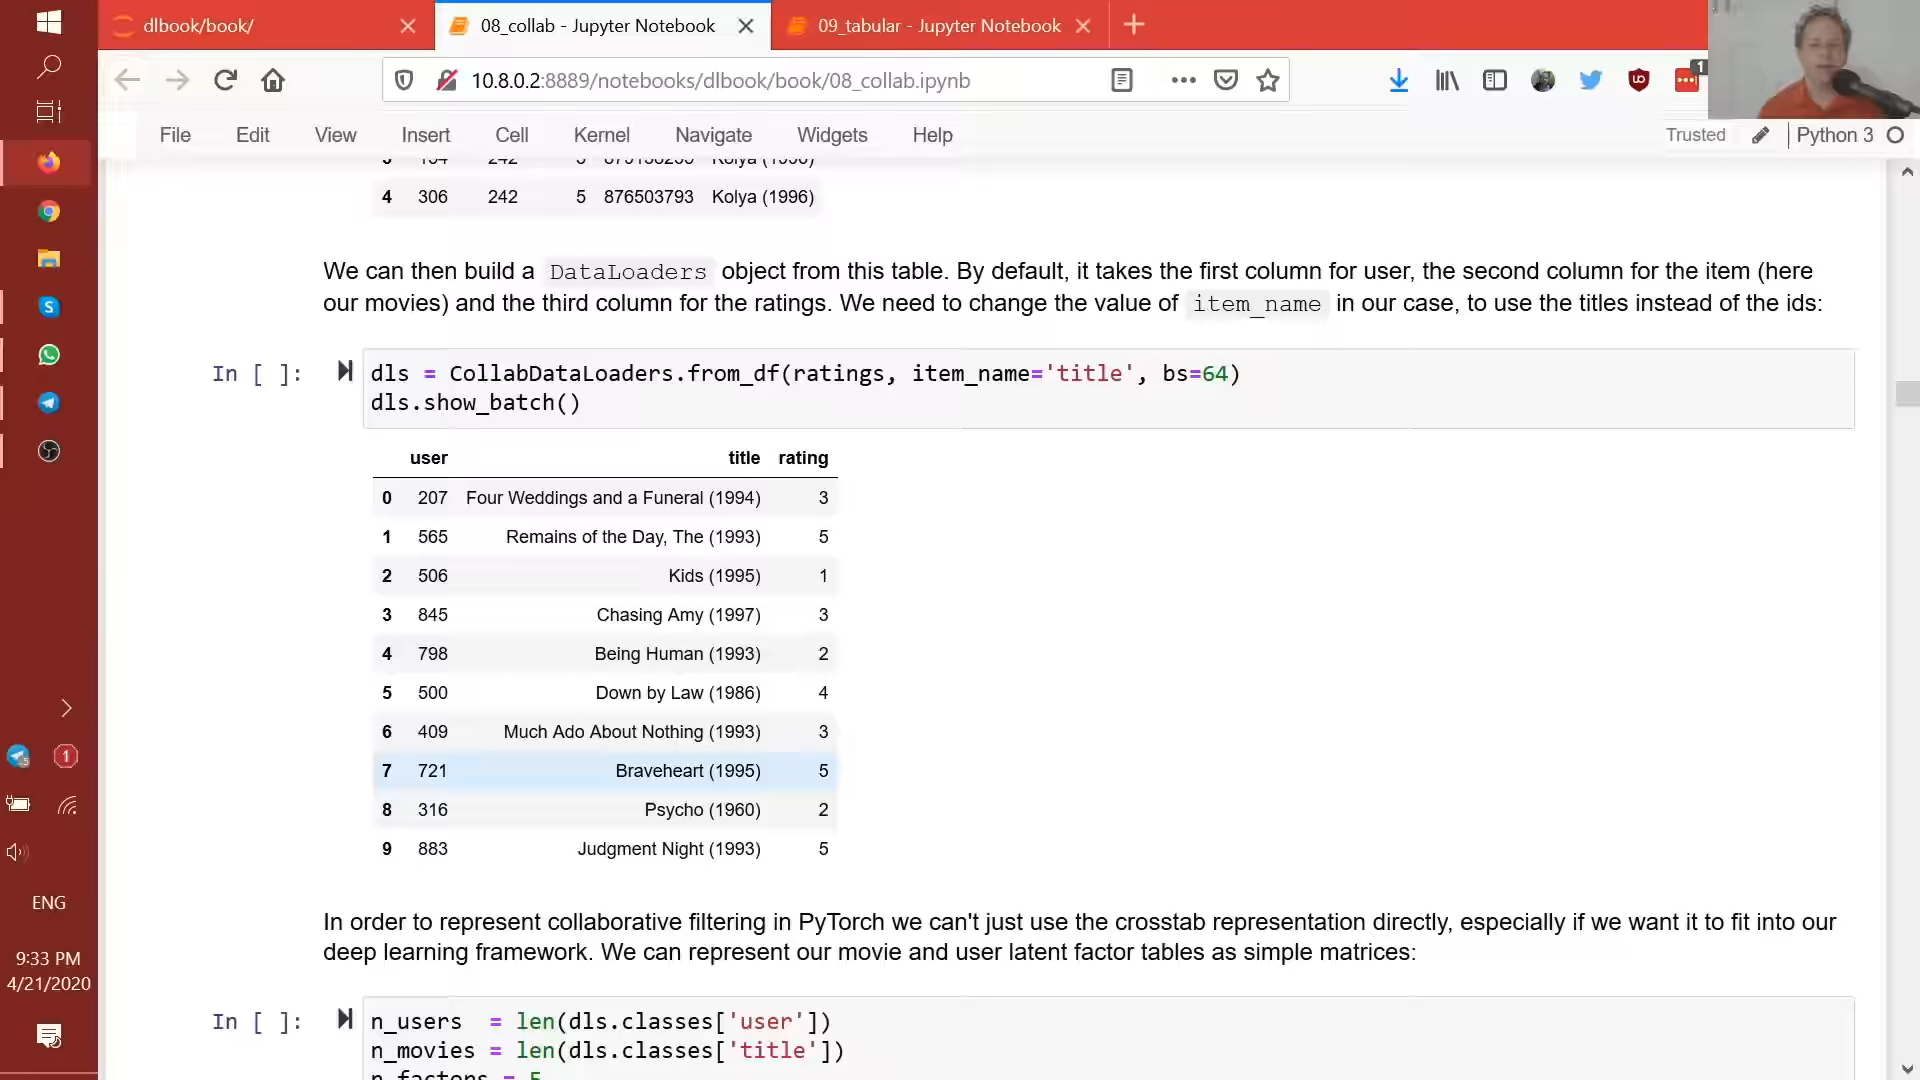 dlbook/book/
08_collab - Jupyter Notebook
09_tabular - Jupyter Notebook
10.8.0.2:8889/notebooks/dlbook/book/08_collab.ipynb
1
File Edit View Insert Cell Kernel Navigate Widgets Help
Trusted Python 3
4 306 242 5 876503793 Kolya (1996)
We can then build a DataLoaders object from this table. By default, it takes the first column for user, the second column for the item (here
our movies) and the third column for the ratings. We need to change the value of item_name in our case, to use the titles instead of the ids:
In [ ]: dls = CollabDataLoaders.from_df(ratings, item_name='title', bs=64)
dls.show_batch()
user title rating
0 207 Four Weddings and a Funeral (1994) 3
1 565 Remains of the Day, The (1993) 5
2 506 Kids (1995) 1
3 845 Chasing Amy (1997) 3
4 798 Being Human (1993) 2
5 500 Down by Law (1986) 4
6 409 Much Ado About Nothing (1993) 3
7 721 Braveheart (1995) 5
8 316 Psycho (1960) 2
9 883 Judgment Night (1993) 5
In order to represent collaborative filtering in PyTorch we can't just use the crosstab representation directly, especially if we want it to fit into our
deep learning framework. We can represent our movie and user latent factor tables as simple matrices:
In [ ]: n_users = len(dls.classes['user'])
n_movies = len(dls.classes['title'])
n_factors = 5
1
ENG
9:33 PM
4/21/2020